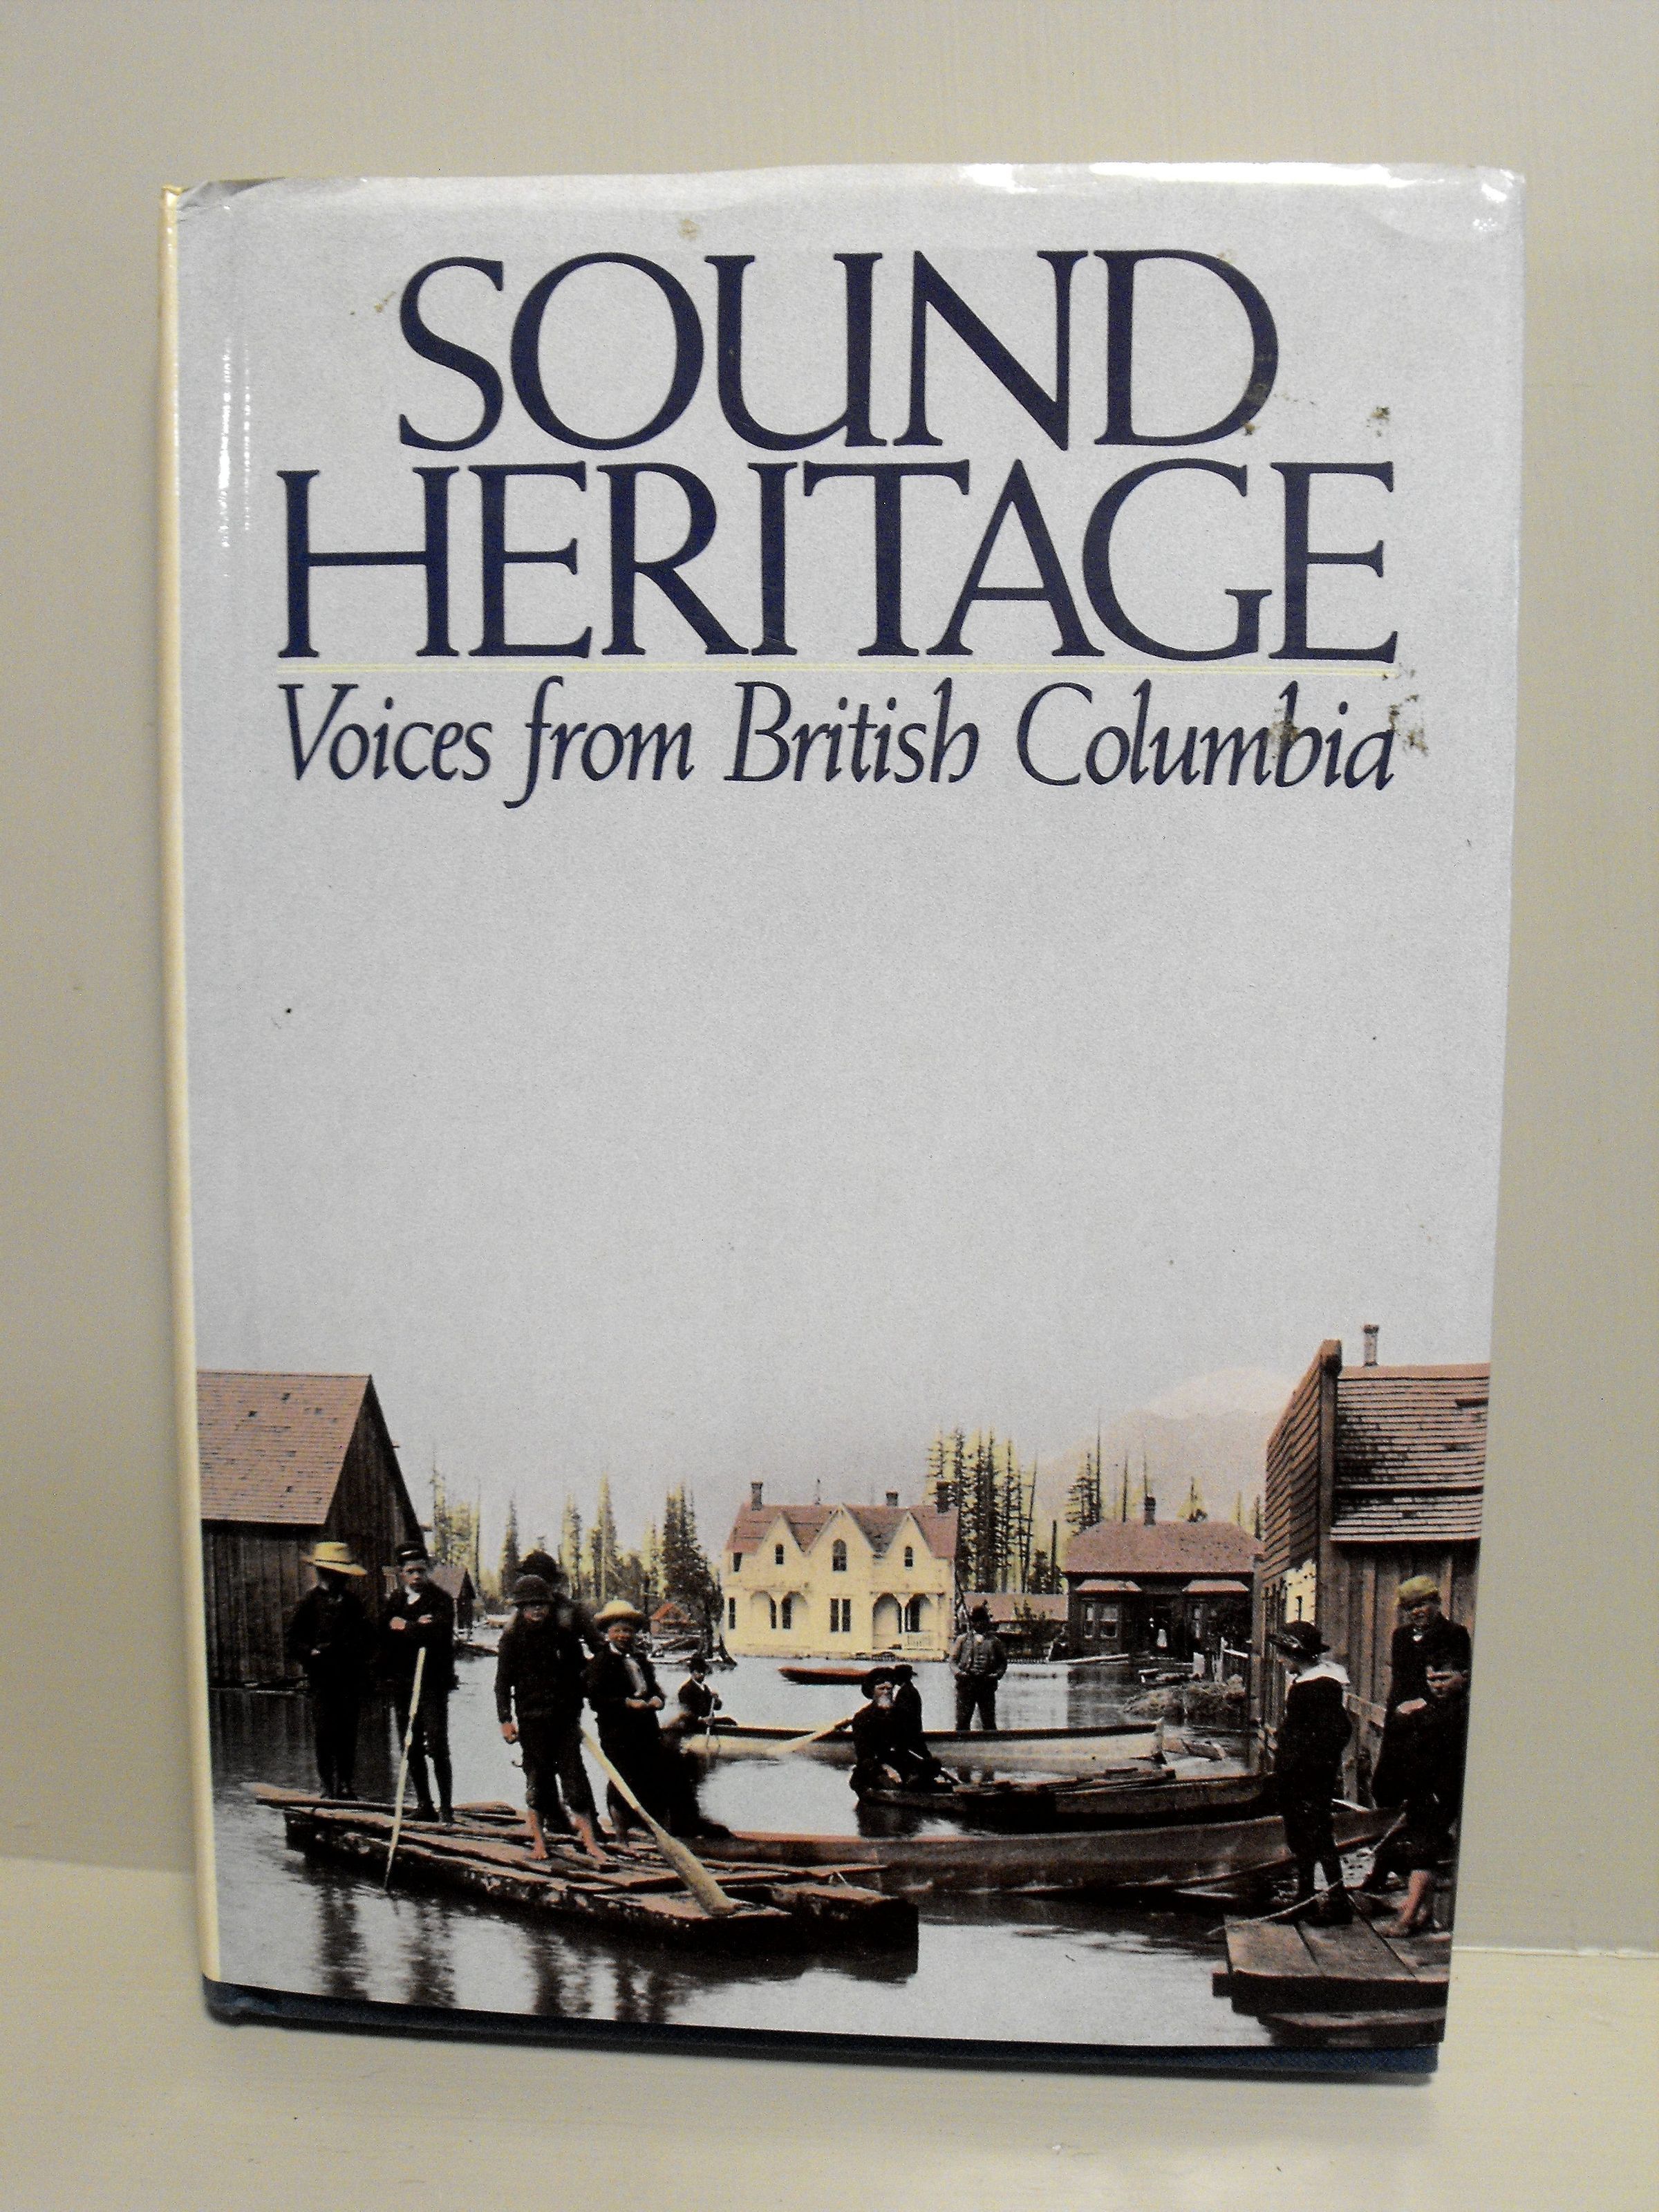 SOUND
HERITAGE
Voices from British Columbia